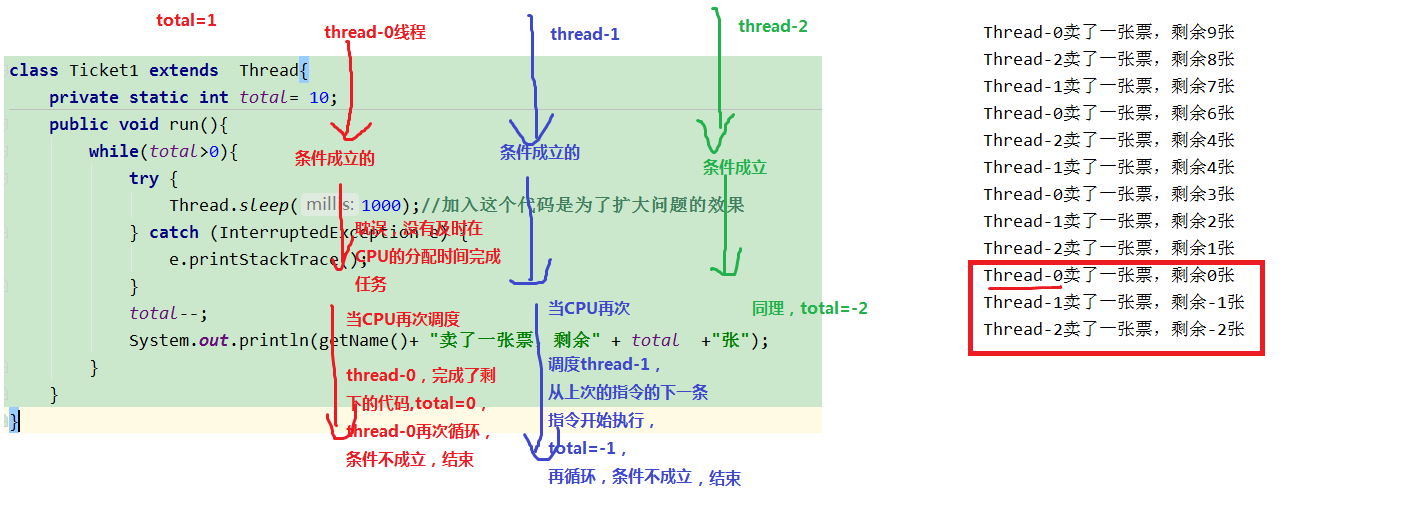 total=1
thread-0线程
thread-1
thread-2
class Ticket1 extends  Thread{
private static int total= 10;
public void run(){
while(total>0){
条件成立的
条件成立的
条件成立
try {
Thread.sleep( millis: 1000);//加入这个代码是为了扩大问题的效果
} catch (InterruptedException e) {
耽误，没有及时在
CPU的分配时间完成
任务
e.printStackTrace();
}
total--;
System.out.println(getName()+ "卖了一张票，剩余" + total  +"张");
}
}
}
当CPU再次调度
thread-0，完成了剩
下的代码,total=0，
thread-0再次循环，
条件不成立，结束
当CPU再次
调度thread-1，
从上次的指令的下一条
指令开始执行，
total=-1，
再循环，条件不成立，结束
同理，total=-2
Thread-0卖了一张票，剩余9张
Thread-2卖了一张票，剩余8张
Thread-1卖了一张票，剩余7张
Thread-0卖了一张票，剩余6张
Thread-2卖了一张票，剩余4张
Thread-1卖了一张票，剩余4张
Thread-0卖了一张票，剩余3张
Thread-1卖了一张票，剩余2张
Thread-2卖了一张票，剩余1张
Thread-0卖了一张票，剩余0张
Thread-1卖了一张票，剩余-1张
Thread-2卖了一张票，剩余-2张